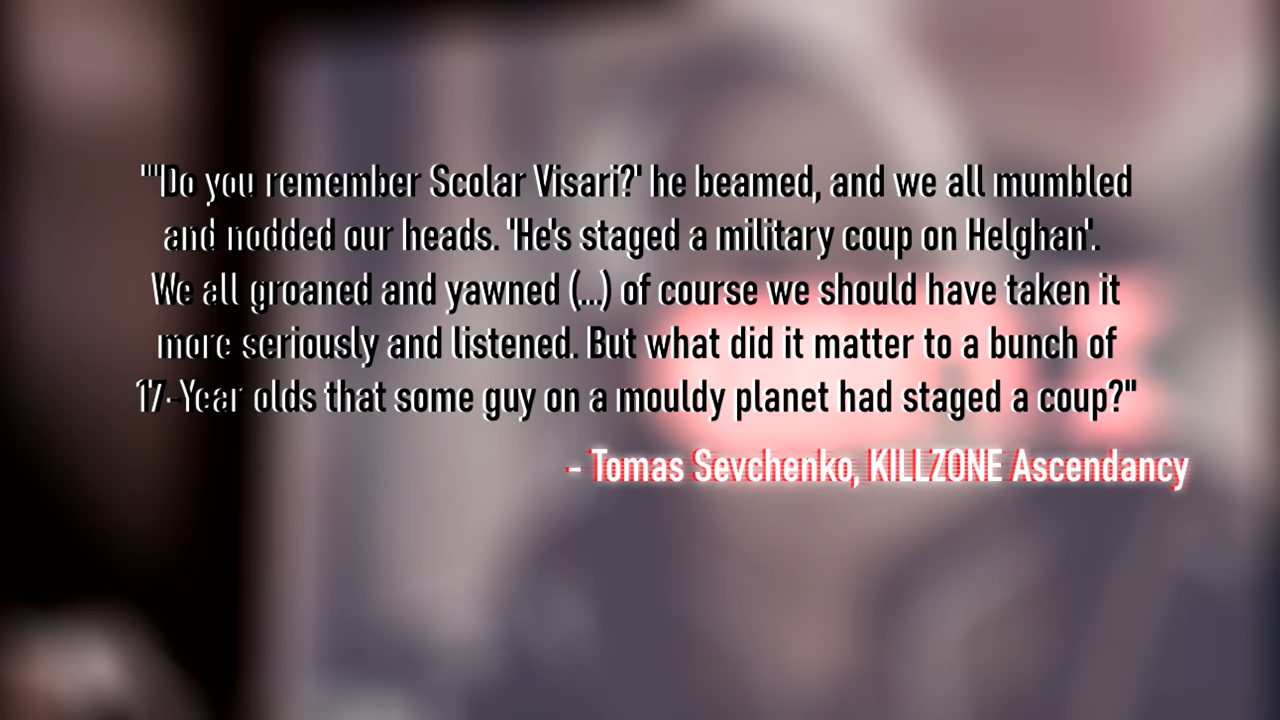 "'Do you remember Scolar Visari?' he beamed, and we all mumbled
and nodded our heads. 'He's staged a military coup on Helghan'.
We all groaned and yawned (...) of course we should have taken it
more seriously and listened. But what did it matter to a bunch of
17-Year olds that some guy on a mouldy planet had staged a coup?"
- Tomas Sevchenko, KILLZONE Ascendancy